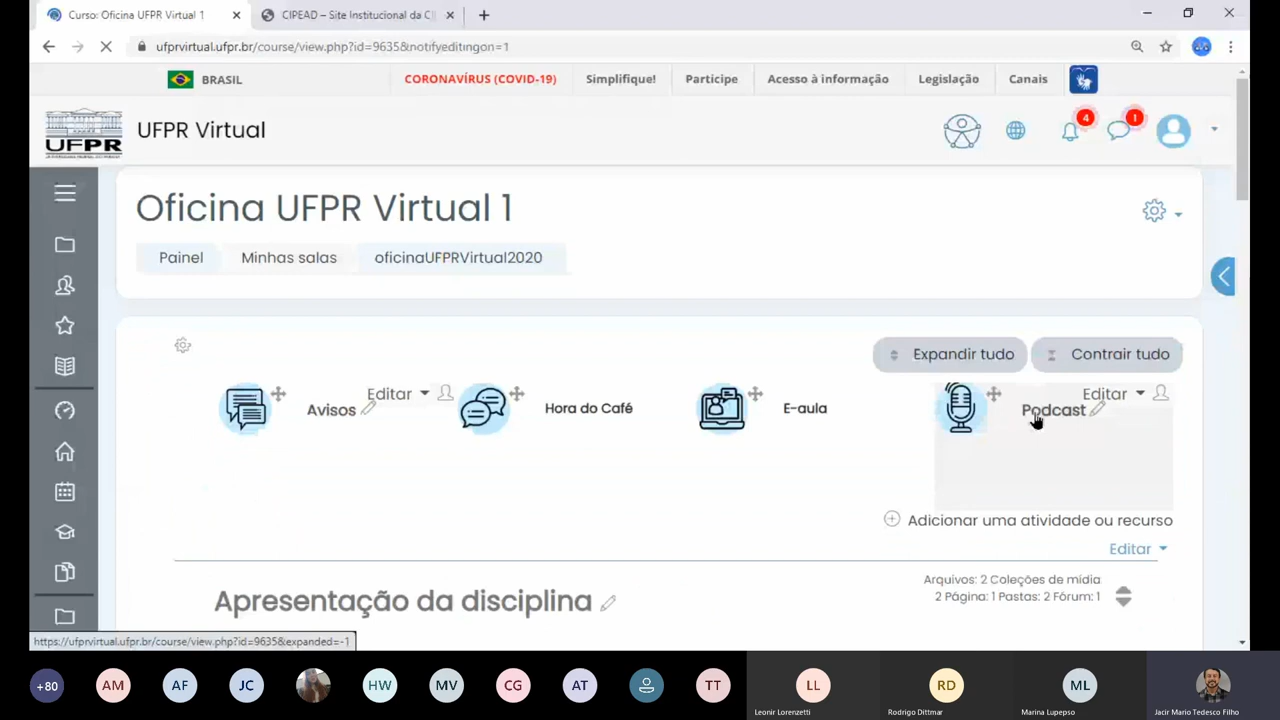 Curso: Oficina UFPR Virtual 1
CIPEAD – Site Institucional da C
ufprvirtual.ufpr.br/course/view.php?id=9635&notifyeditingon=1
BRASIL
CORONAVÍRUS (COVID-19)
Simplifique!
Participe
Acesso à informação
Legislação
Canais
UFPR
UFPR Virtual
4
1
Oficina UFPR Virtual 1
Painel
Minhas salas
oficinaUFPRVirtual2020
Expandir tudo
Contrair tudo
Editar
Avisos
Hora do Café
E-aula
Editar
Podcast
Adicionar uma atividade ou recurso
Editar
Apresentação da disciplina
Arquivos: 2 Coleções de mídia
2 Página: 1 Pastas: 2 Fórum: 1
https://ufprvirtual.ufpr.br/course/view.php?id=9635&expanded=-1
+80
AM
AF
JC
HW
MV
CG
AT
TT
LL
RD
ML
Leonir Lorenzetti
Rodrigo Dittmar
Marina Lupepso
Jacir Mario Tedesco Filho